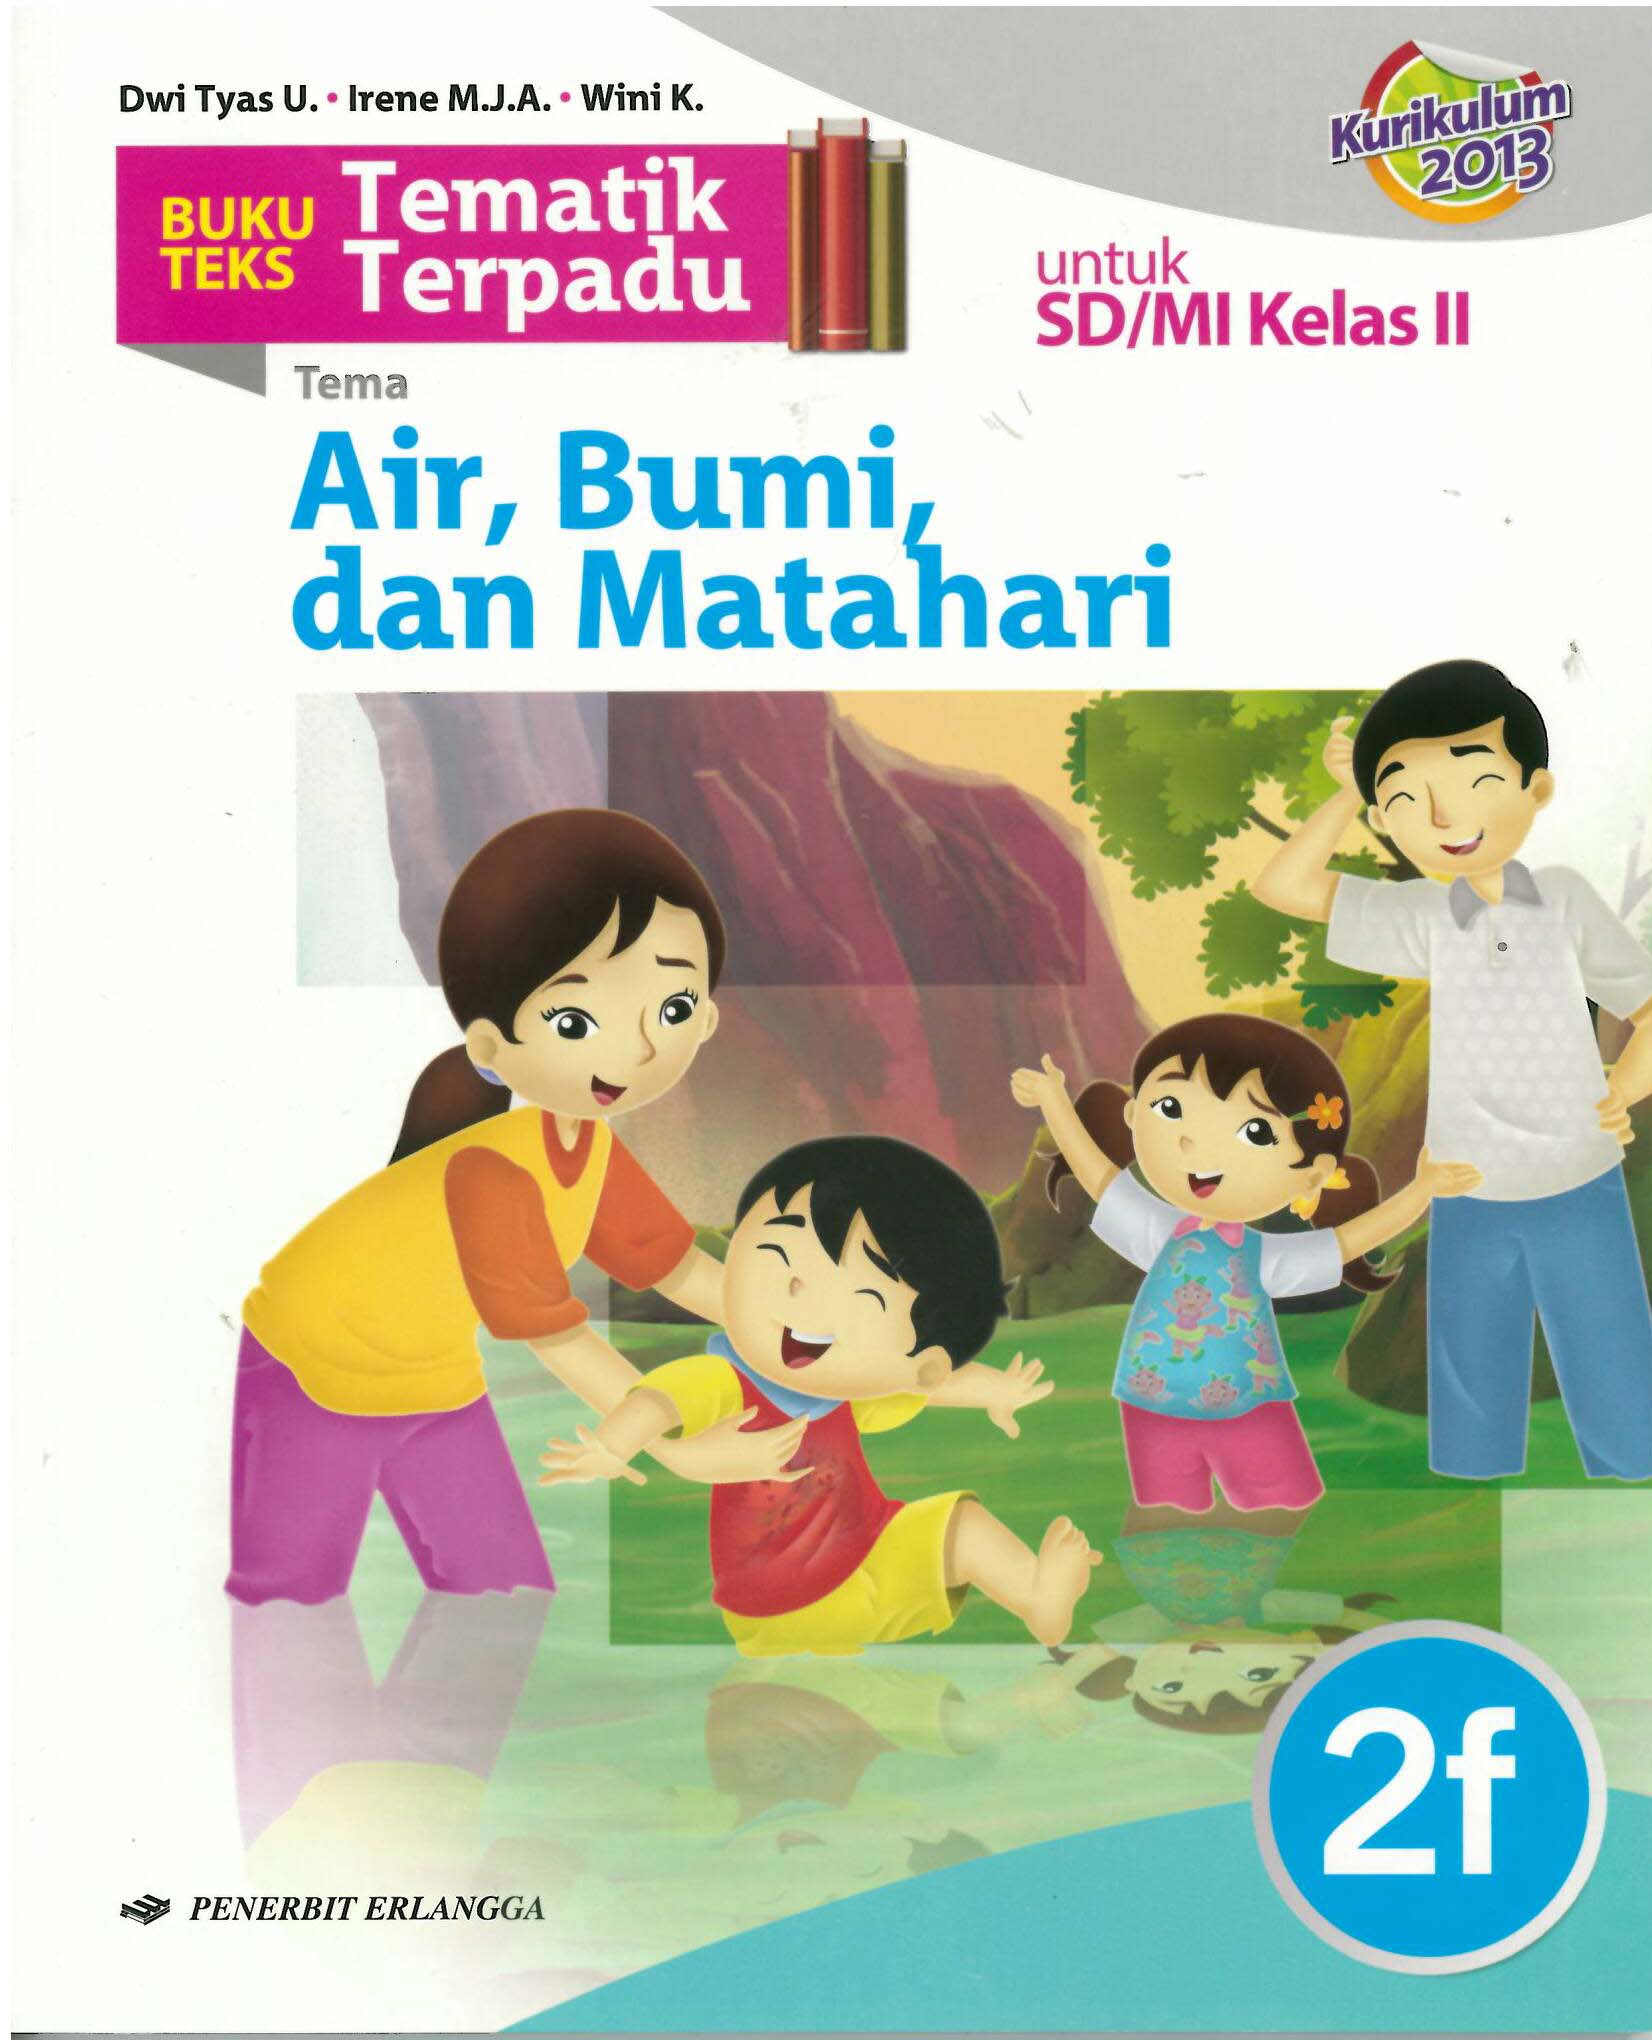 Dwi Tyas U. • Irene M.J.A. • Wini K.
Kurikulum
2013
BUKU
TEKS
Tematik
Terpadu
untuk
SD/MI Kelas II
Tema
Air, Bumi,
dan Matahari
2f
PENERBIT ERLANGGA